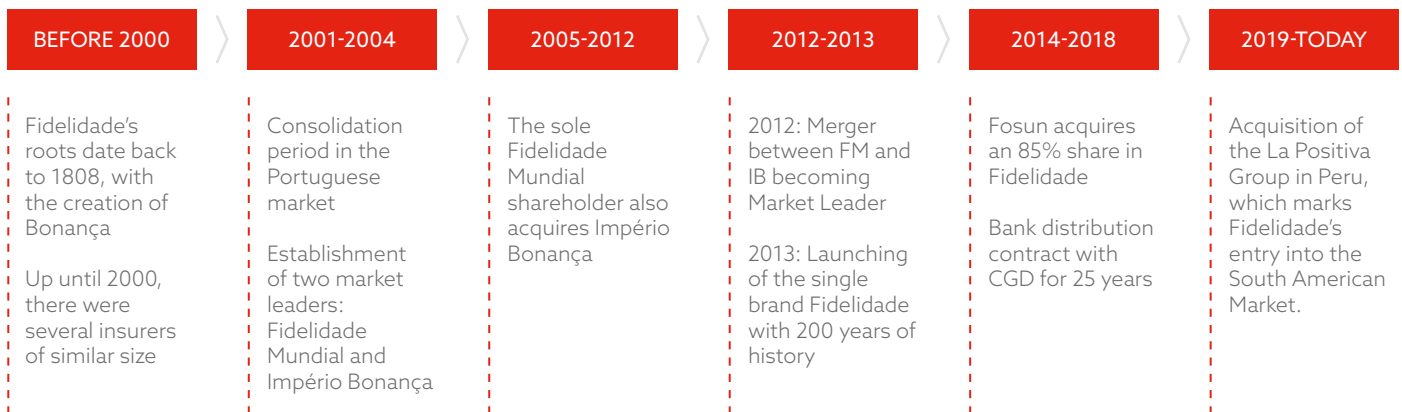 BEFORE 2000
Fidelidade's
roots date back
to 1808, with
the creation of
Bonança
Up until 2000,
there were
several insurers
of similar size
2001-2004
Consolidation
period in the
Portuguese
market
Establishment
of two market
leaders:
Fidelidade
Mundial and
Império Bonança
2005-2012
The sole
Fidelidade
Mundial
shareholder also
acquires Império
Bonança
2012-2013
2012: Merger
between FM and
IB becoming
Market Leader
2013: Launching
of the single
brand Fidelidade
with 200 years of
history
2014-2018
Fosun acquires
an 85% share in
Fidelidade
Bank distribution
contract with
CGD for 25 years
2019-TODAY
Acquisition of
the La Positiva
Group in Peru,
which marks
Fidelidade's
entry into the
South American
Market.